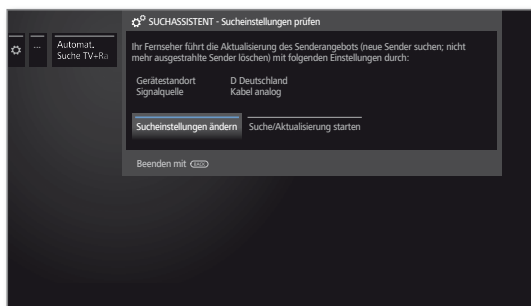 SUCHASSISTENT - Sucheinstellungen prüfen
...
Automat.
Suche TV+Ra
Ihr Fernseher führt die Aktualisierung des Senderangebots (neue Sender suchen; nicht
mehr ausgestrahlte Sender löschen) mit folgenden Einstellungen durch:
Gerätestandort D Deutschland
Signalquelle Kabel analog
Sucheinstellungen ändern Suche/Aktualisierung starten
Beenden mit BACK